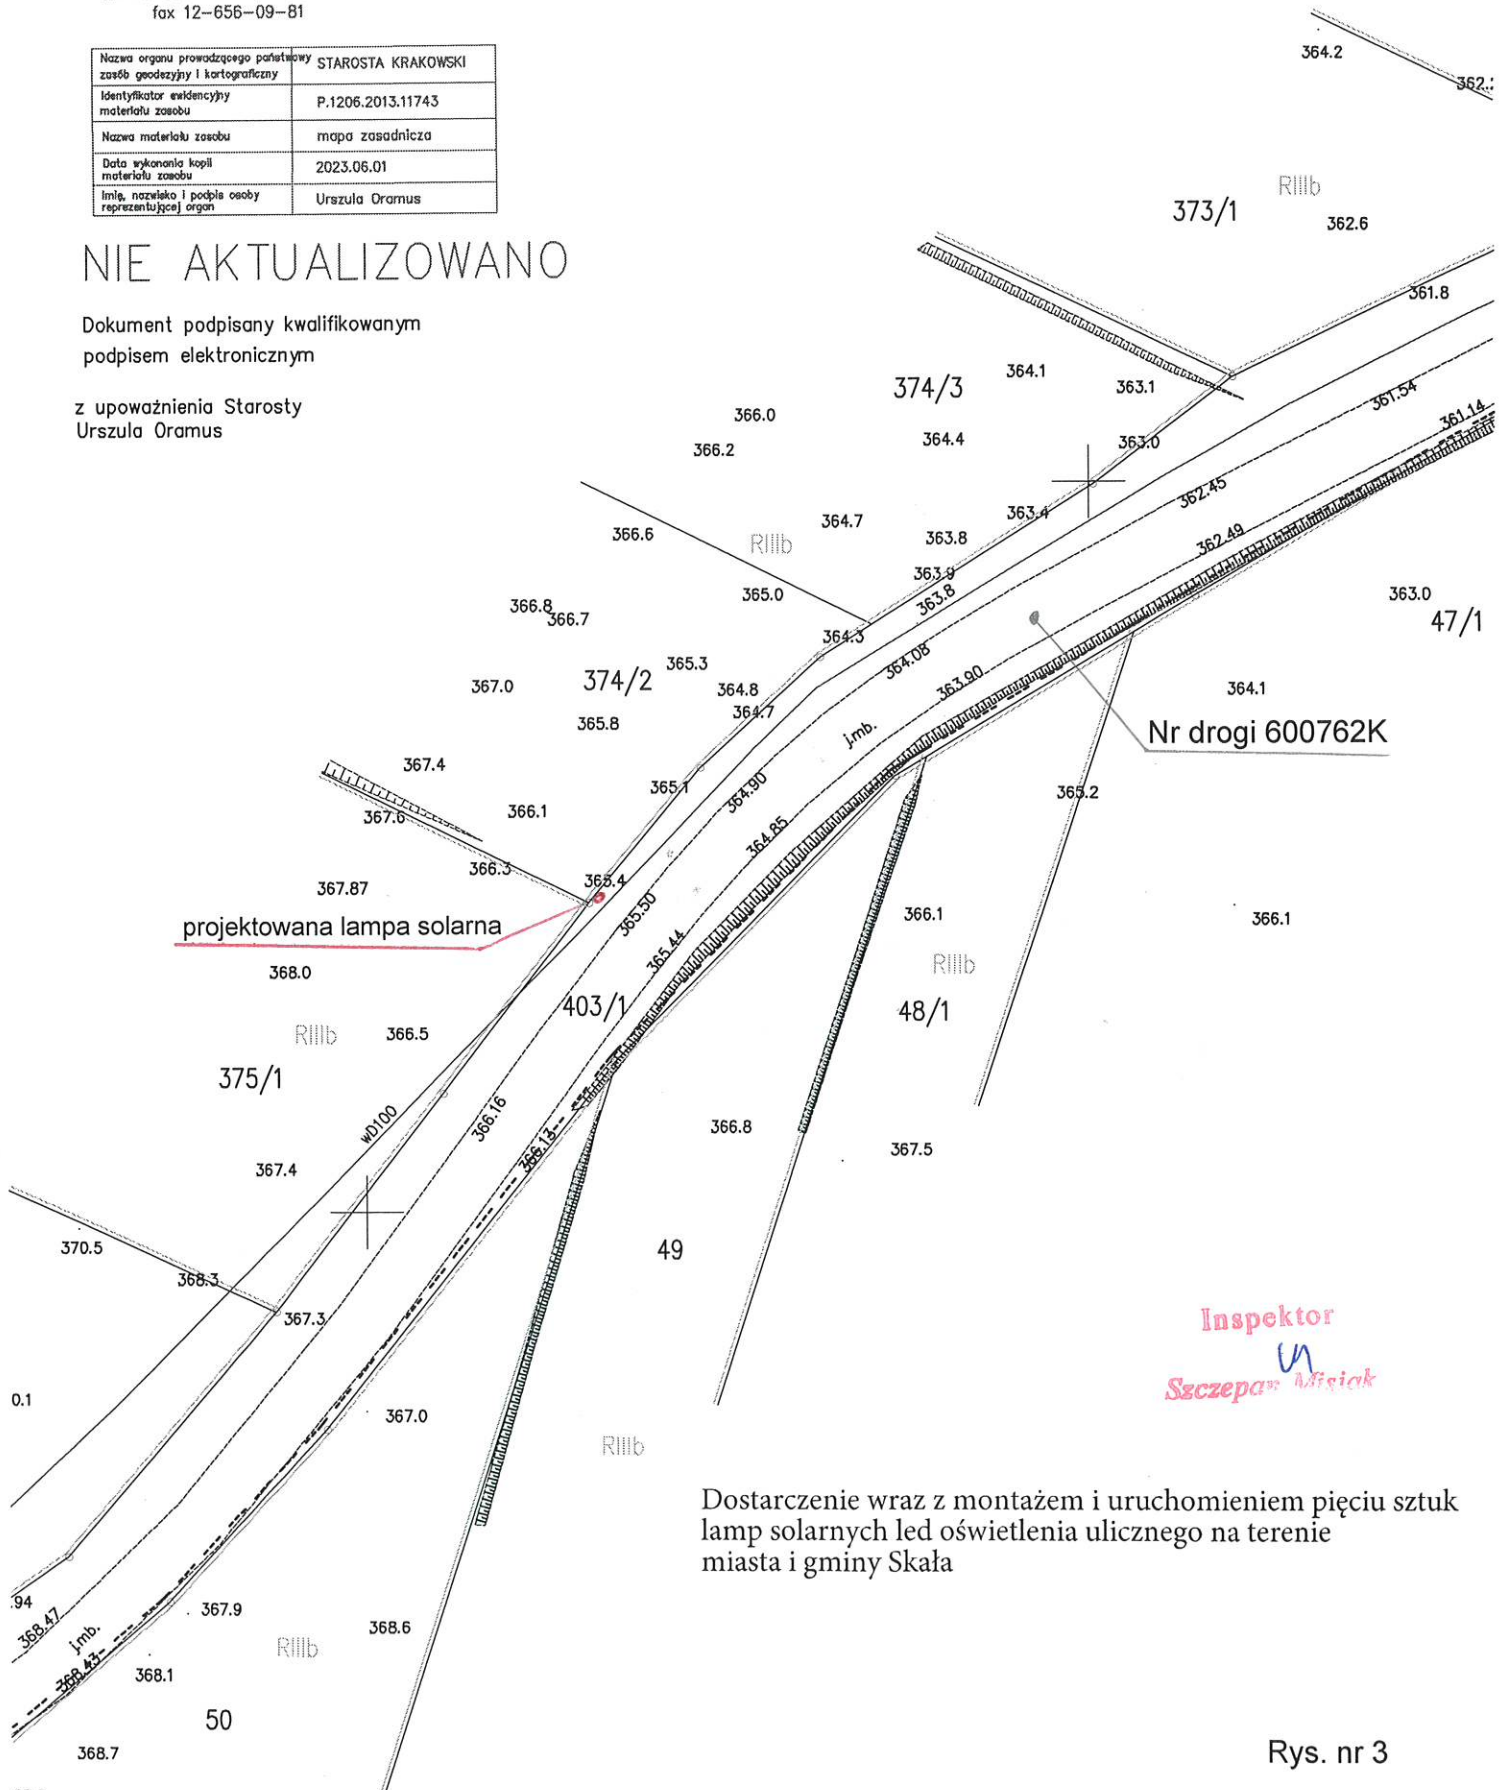 fax 12-656-09-81
Nazwa organu prowadzącego państwowy
zasób geodezyjny i kartograficzny
STAROSTA KRAKOWSKI
Identyfikator ewidencyjny
materiału zasobu
P.1206.2013.11743
Nazwa materiału zasobu
mapa zasadnicza
Data wykonania kopii
materiału zasobu
2023.06.01
Imię, nazwisko i podpis osoby
reprezentującej organ
Urszula Oramus
NIE AKTUALIZOWANO
Dokument podpisany kwalifikowanym
podpisem elektronicznym
z upoważnienia Starosty
Urszula Oramus
364.2
373/1
RIIIb
362.6
361.8
374/3
364.1
363.1
361.54
361.14
366.0
366.2
364.4
363.0
362.45
366.6
RIIIb
364.7
363.8
363.4
362.49
363.9
363.8
365.0
363.0
47/1
366.8
366.7
364.3
364.08
363.90
367.0
374/2
365.3
364.8
364.7
365.8
364.1
j.mb.
Nr drogi 600762K
367.4
367.6
366.1
365.1
364.90
364.85
365.2
366.3
365.4
367.87
projektowana lampa solarna
365.50
365.44
366.1
366.1
368.0
RIIIb
RIIIb
366.5
403/1
48/1
375/1
wD100
366.16
366.13
366.8
367.5
367.4
370.5
368.3
367.3
49
0.1
367.0
RIIIb
Inspektor
Szczepan Misiak
Dostarczenie wraz z montażem i uruchomieniem pięciu sztuk
lamp solarnych led oświetlenia ulicznego na terenie
miasta i gminy Skała
.94
368.47
j.mb.
368.43
367.9
368.6
RIIIb
368.1
50
368.7
Rys. nr 3